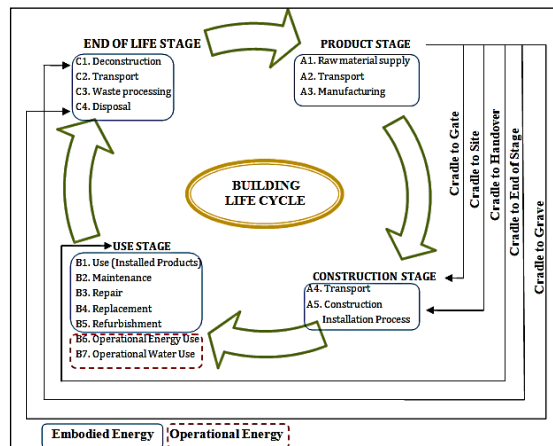 END OF LIFE STAGE
C1. Deconstruction
C2. Transport
C3. Waste processing
C4. Disposal
PRODUCT STAGE
A1. Raw material supply
A2. Transport
A3. Manufacturing
Cradle to Gate
Cradle to Site
Cradle to Handover
Cradle to End of Stage
Cradle to Grave
BUILDING
LIFE CYCLE
USE STAGE
B1. Use (Installed Products)
B2. Maintenance
B3. Repair
B4. Replacement
B5. Refurbishment
B6. Operational Energy Use
B7. Operational Water Use
CONSTRUCTION STAGE
A4. Transport
A5. Construction
Installation Process
Embodied Energy
Operational Energy